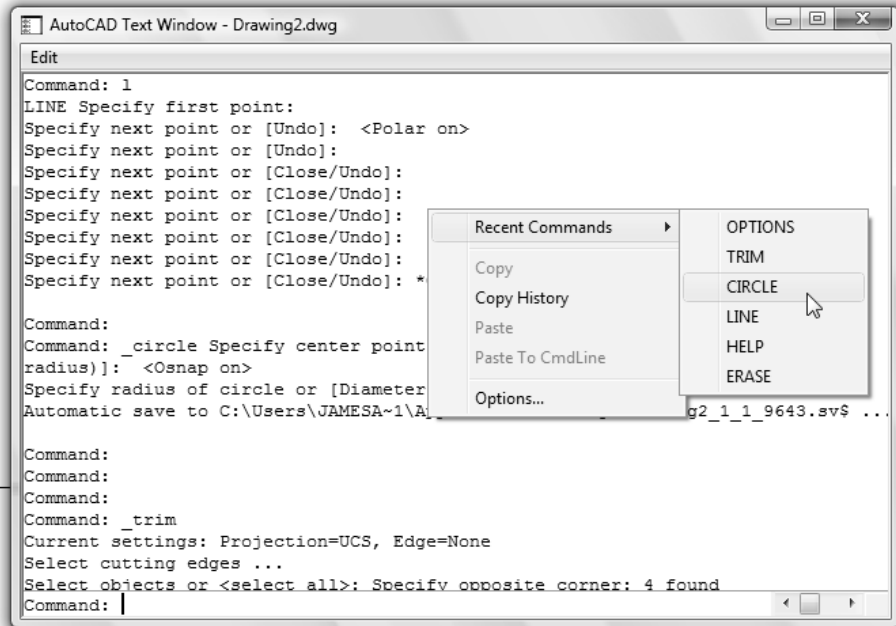 AutoCAD Text Window - Drawing2.dwg
Edit
Command: l
LINE Specify first point:
Specify next point or [Undo]:  <Polar on>
Specify next point or [Undo]:
Specify next point or [Close/Undo]:
Specify next point or [Close/Undo]:
Specify next point or [Close/Undo]:
Specify next point or [Close/Undo]:
Specify next point or [Close/Undo]:
Specify next point or [Close/Undo]: *
Command:
Command: _circle Specify center point
radius)]:  <Osnap on>
Specify radius of circle or [Diameter
Automatic save to C:\Users\JAMESA~1\A g2_1_1_9643.sv$ ...
Command:
Command:
Command:
Command: _trim
Current settings: Projection=UCS, Edge=None
Select cutting edges ...
Select objects or <select all>: Specify opposite corner: 4 found
Command:
Recent Commands
Copy
Copy History
Paste
Paste To CmdLine
Options...
OPTIONS
TRIM
CIRCLE
LINE
HELP
ERASE